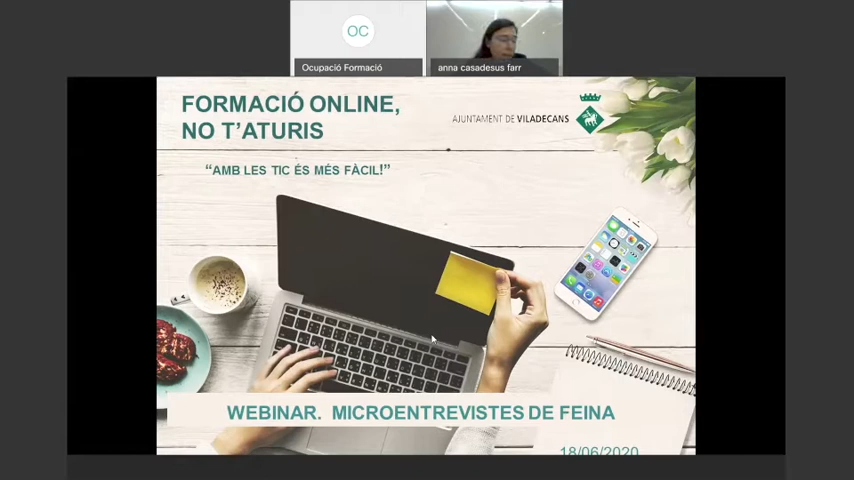 OC
Ocupació Formació
anna casadesus farr
FORMACIÓ ONLINE,
NO T'ATURIS
AJUNTAMENT DE VILADECANS
“AMB LES TIC ÉS MÉS FÀCIL!”
WEBINAR. MICROENTREVISTES DE FEINA
18/06/2020